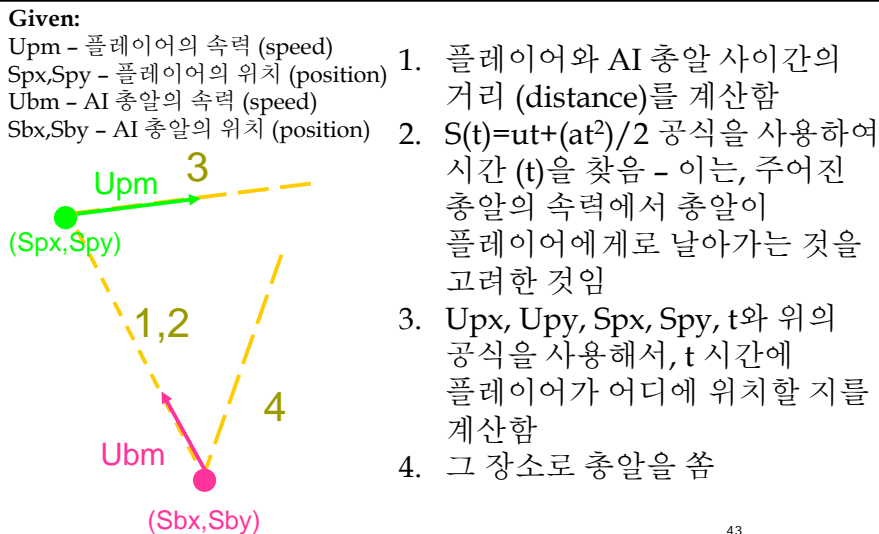 Given:
Upm – 플레이어의 속력 (speed)
Spx,Spy – 플레이어의 위치 (position)
Ubm – AI 총알의 속력 (speed)
Sbx,Sby – AI 총알의 위치 (position)
3
Upm
(Spx,Spy)
1,2
4
Ubm
(Sbx,Sby)
1. 플레이어와 AI 총알 사이간의
거리 (distance)를 계산함
2. S(t)=ut+(at²)/2 공식을 사용하여
시간 (t)을 찾음 – 이는, 주어진
총알의 속력에서 총알이
플레이어에게로 날아가는 것을
고려한 것임
3. Upx, Upy, Spx, Spy, t와 위의
공식을 사용해서, t 시간에
플레이어가 어디에 위치할 지를
계산함
4. 그 장소로 총알을 쏨
43